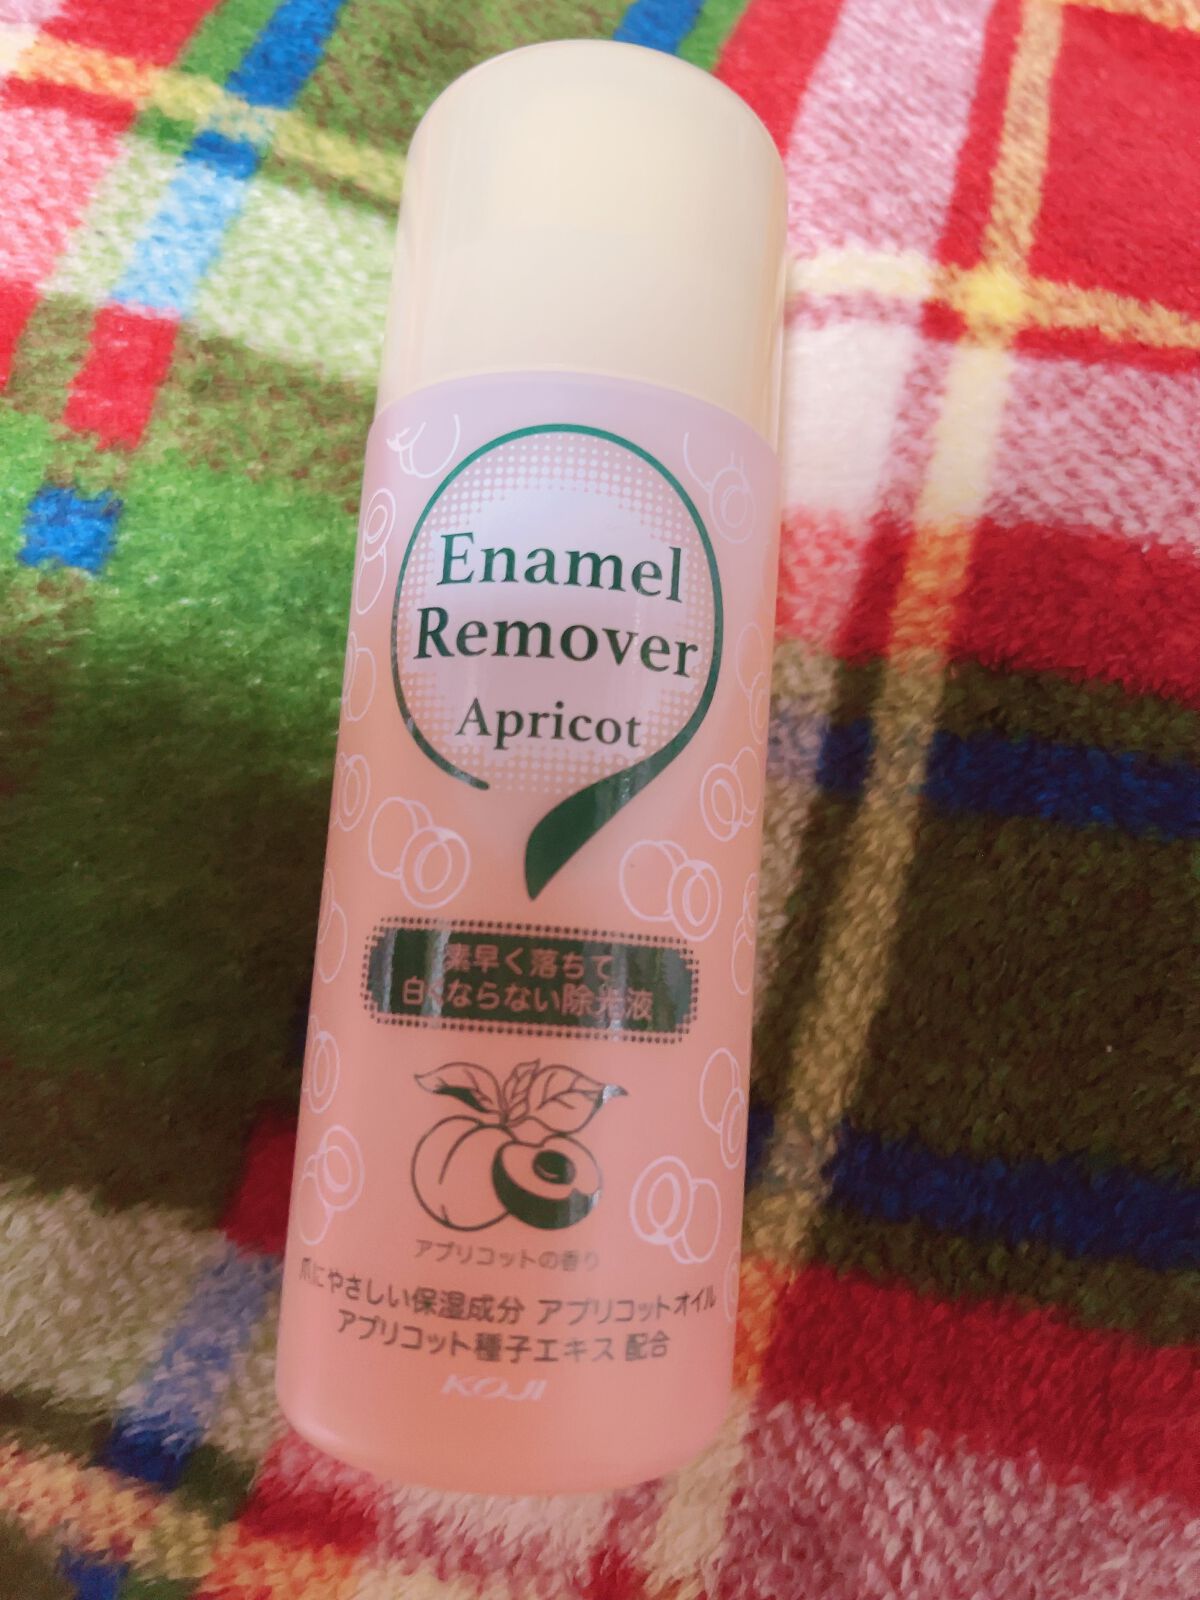 Enamel
Remover
Apricot
素早く落ちて
白くならない除光液
アプリコットの香り
爪にやさしい保湿成分 アプリコットオイル
アプリコット種子エキス 配合
KOJI